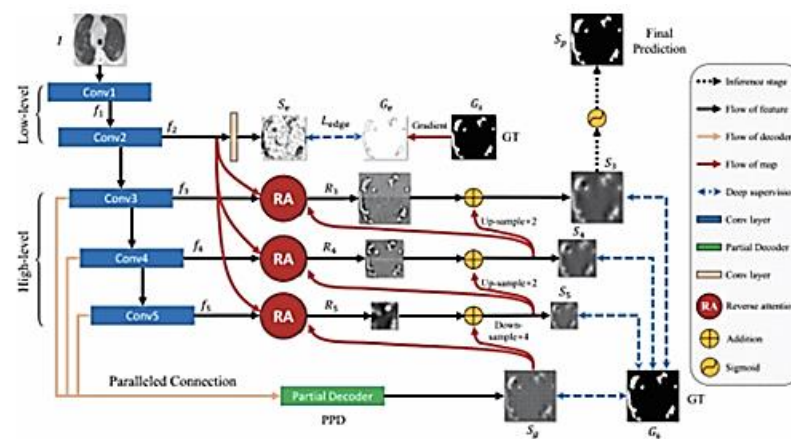 I
Conv1
f1
Conv2
f2
Low-level
Se
Ledge
Ge
Gradient
Gs
GT
Sp
Final
Prediction
S3
Conv3
f3
RA
R3
Up-sample+2
High-level
Conv4
f4
RA
R4
S4
Up-sample+2
Conv5
f5
RA
R5
S5
Down-
sample+4
Paralleled Connection
Partial Decoder
PPD
Sg
Gs
GT
Inference stage
Flow of feature
Flow of decoder
Flow of map
Deep supervision
Conv layer
Partial Decoder
Conv layer
RA
Reverse attention
Addition
Sigmoid